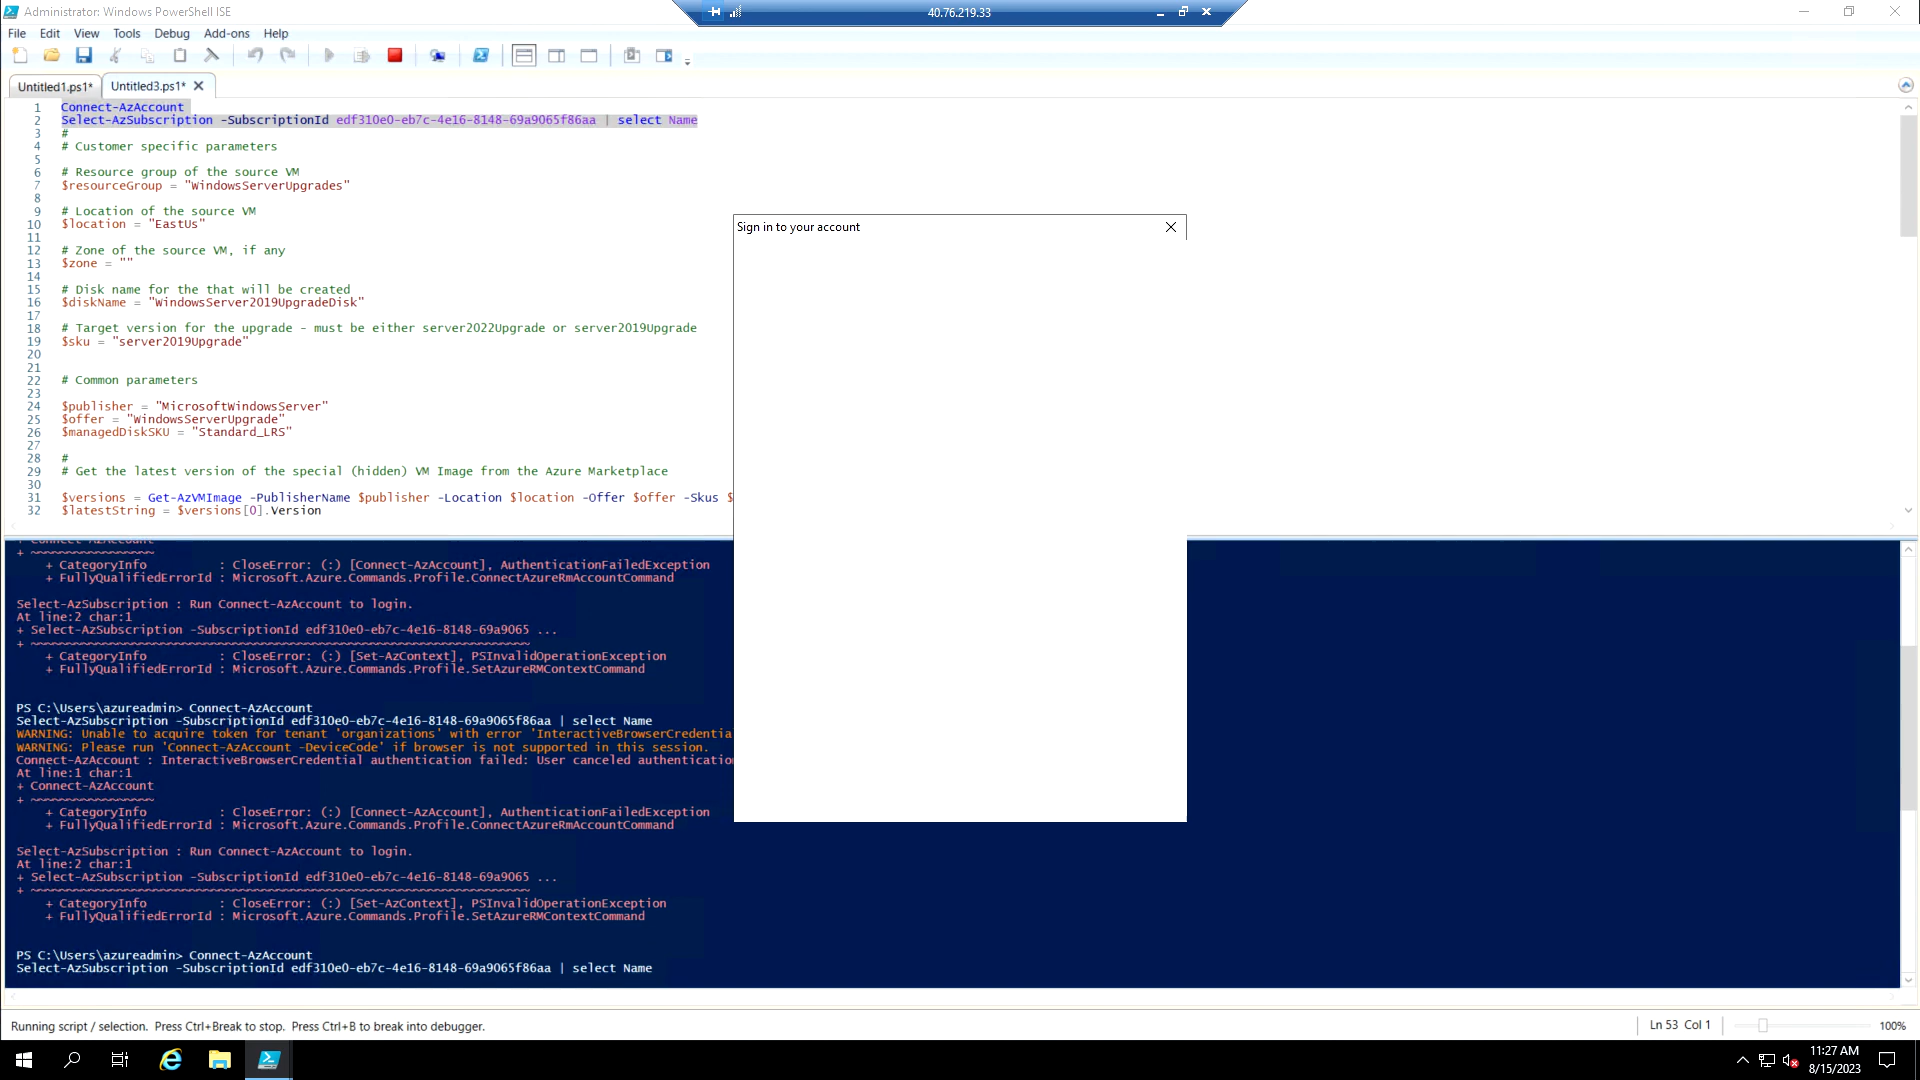 Administrator: Windows PowerShell ISE
40.76.219.33
File Edit View Tools Debug Add-ons Help
Untitled1.ps1* Untitled3.ps1*
1 Connect-AzAccount
2 Select-AzSubscription -SubscriptionId edf310e0-eb7c-4e16-8148-69a9065f86aa | select Name
3 #
4 # Customer specific parameters
5
6 # Resource group of the source VM
7 $resourceGroup = "WindowsServerUpgrades"
8
9 # Location of the source VM
10 $location = "EastUs"
11
12 # Zone of the source VM, if any
13 $zone = ""
14
15 # Disk name for the that will be created
16 $diskName = "WindowsServer2019UpgradeDisk"
17
18 # Target version for the upgrade - must be either server2022Upgrade or server2019Upgrade
19 $sku = "server2019Upgrade"
20
21
22 # Common parameters
23
24 $publisher = "MicrosoftWindowsServer"
25 $offer = "WindowsServerUpgrade"
26 $managedDiskSKU = "Standard_LRS"
27
28 #
29 # Get the latest version of the special (hidden) VM Image from the Azure Marketplace
30
31 $versions = Get-AzVMImage -PublisherName $publisher -Location $location -Offer $offer -Skus $
32 $latestString = $versions[0].Version
Sign in to your account
+ Connect-AzAccount
+ ~~~~~~~~~~~~~~~~~
+ CategoryInfo : CloseError: (:) [Connect-AzAccount], AuthenticationFailedException
+ FullyQualifiedErrorId : Microsoft.Azure.Commands.Profile.ConnectAzureRmAccountCommand
Select-AzSubscription : Run Connect-AzAccount to login.
At line:2 char:1
+ Select-AzSubscription -SubscriptionId edf310e0-eb7c-4e16-8148-69a9065 ...
+ ~~~~~~~~~~~~~~~~~~~~~~~~~~~~~~~~~~~~~~~~~~~~~~~~~~~~~~~~~~~~~~~~~~~~~
+ CategoryInfo : CloseError: (:) [Set-AzContext], PSInvalidOperationException
+ FullyQualifiedErrorId : Microsoft.Azure.Commands.Profile.SetAzureRMContextCommand
PS C:\Users\azureadmin> Connect-AzAccount
Select-AzSubscription -SubscriptionId edf310e0-eb7c-4e16-8148-69a9065f86aa | select Name
WARNING: Unable to acquire token for tenant 'organizations' with error 'InteractiveBrowserCredentia
WARNING: Please run 'Connect-AzAccount -DeviceCode' if browser is not supported in this session.
Connect-AzAccount : InteractiveBrowserCredential authentication failed: User canceled authenticatio
At line:1 char:1
+ Connect-AzAccount
+ ~~~~~~~~~~~~~~~~~
+ CategoryInfo : CloseError: (:) [Connect-AzAccount], AuthenticationFailedException
+ FullyQualifiedErrorId : Microsoft.Azure.Commands.Profile.ConnectAzureRmAccountCommand
Select-AzSubscription : Run Connect-AzAccount to login.
At line:2 char:1
+ Select-AzSubscription -SubscriptionId edf310e0-eb7c-4e16-8148-69a9065 ...
+ ~~~~~~~~~~~~~~~~~~~~~~~~~~~~~~~~~~~~~~~~~~~~~~~~~~~~~~~~~~~~~~~~~~~~~
+ CategoryInfo : CloseError: (:) [Set-AzContext], PSInvalidOperationException
+ FullyQualifiedErrorId : Microsoft.Azure.Commands.Profile.SetAzureRMContextCommand
PS C:\Users\azureadmin> Connect-AzAccount
Select-AzSubscription -SubscriptionId edf310e0-eb7c-4e16-8148-69a9065f86aa | select Name
Running script / selection. Press Ctrl+Break to stop. Press Ctrl+B to break into debugger.
Ln 53 Col 1
100%
11:27 AM
8/15/2023